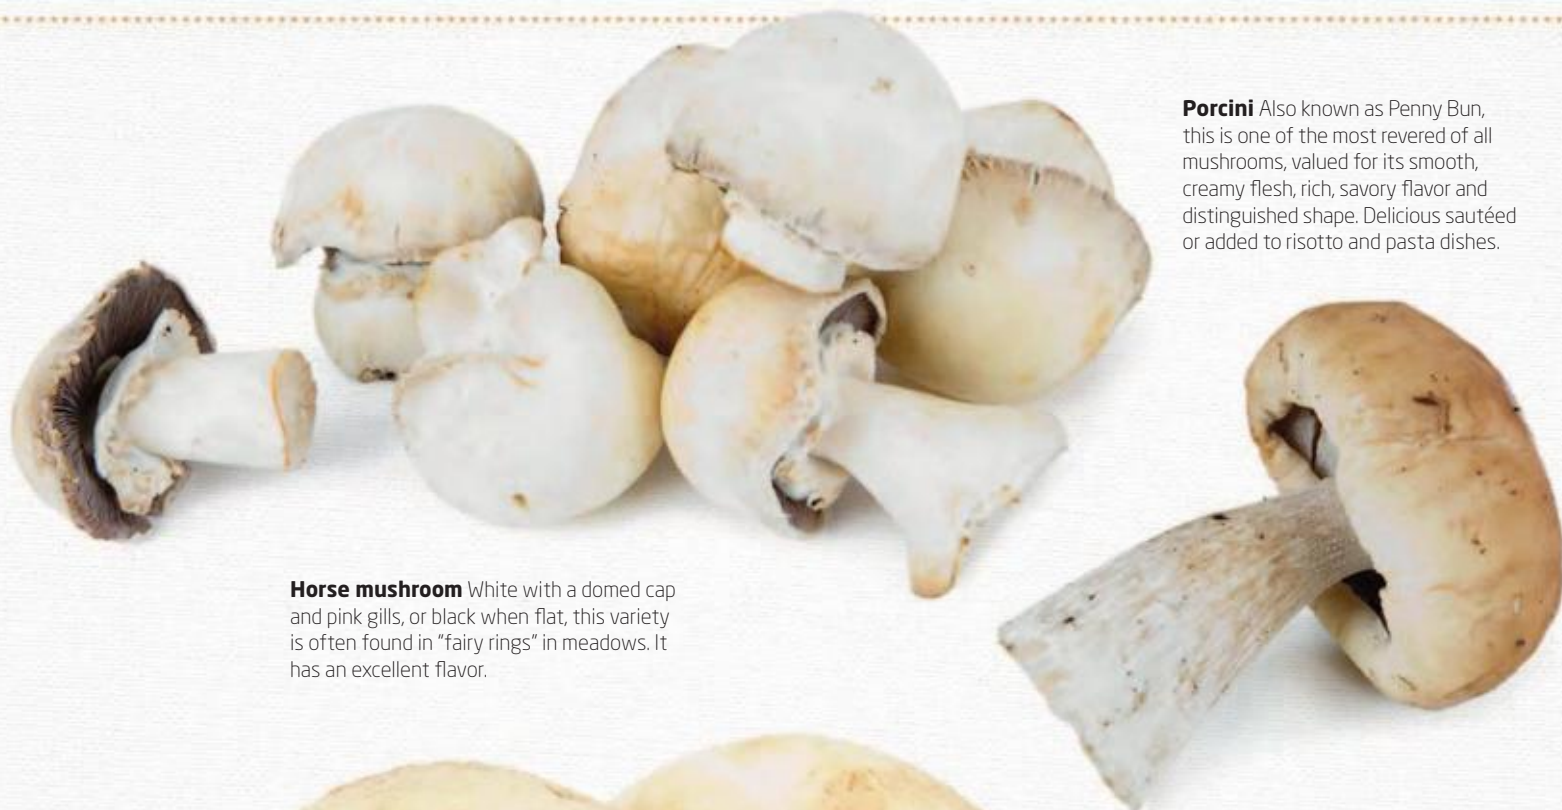 Porcini Also known as Penny Bun,
this is one of the most revered of all
mushrooms, valued for its smooth,
creamy flesh, rich, savory flavor and
distinguished shape. Delicious sautéed
or added to risotto and pasta dishes.
Horse mushroom White with a domed cap
and pink gills, or black when flat, this variety
is often found in “fairy rings” in meadows. It
has an excellent flavor.